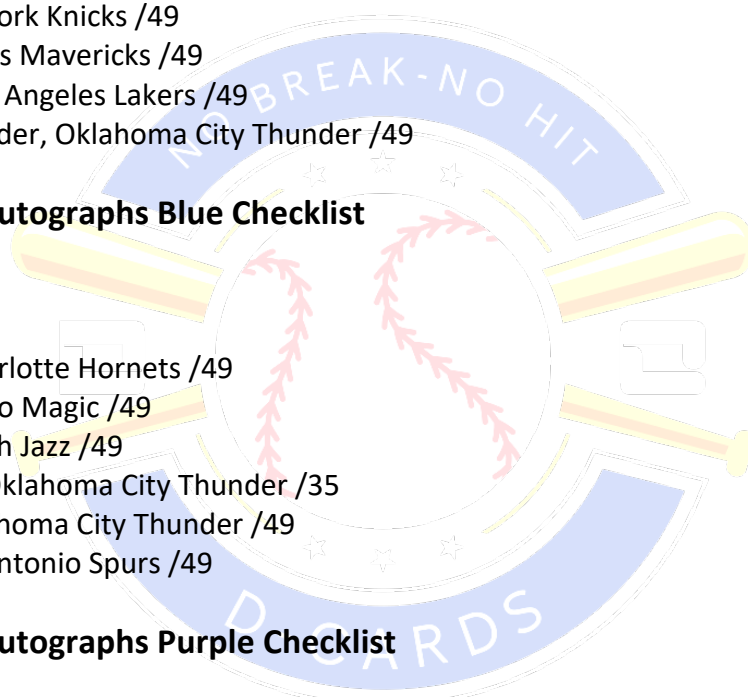 ork Knicks /49
s Mavericks /49
Angeles Lakers /49
der, Oklahoma City Thunder /49
utographs Blue Checklist
rlotte Hornets /49
o Magic /49
h Jazz /49
Oklahoma City Thunder /35
homa City Thunder /49
ntonio Spurs /49
utographs Purple Checklist
NO BREAK-NO HIT
D CARDS